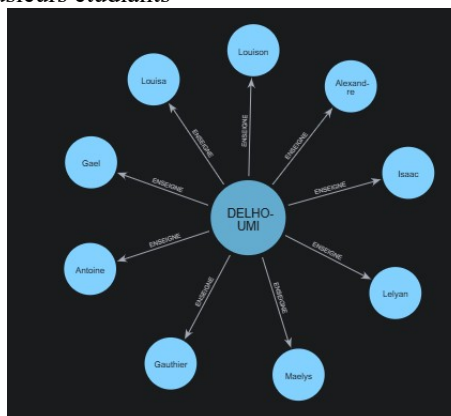 Louison
Louisa
Alexand-
re
ENSEIGNE
ENSEIGNE
ENSEIGNE
Gael
Isaac
ENSEIGNE
ENSEIGNE
DELHO-
UMI
ENSEIGNE
ENSEIGNE
Antoine
Lelyan
ENSEIGNE
ENSEIGNE
Gauthier
Maelys